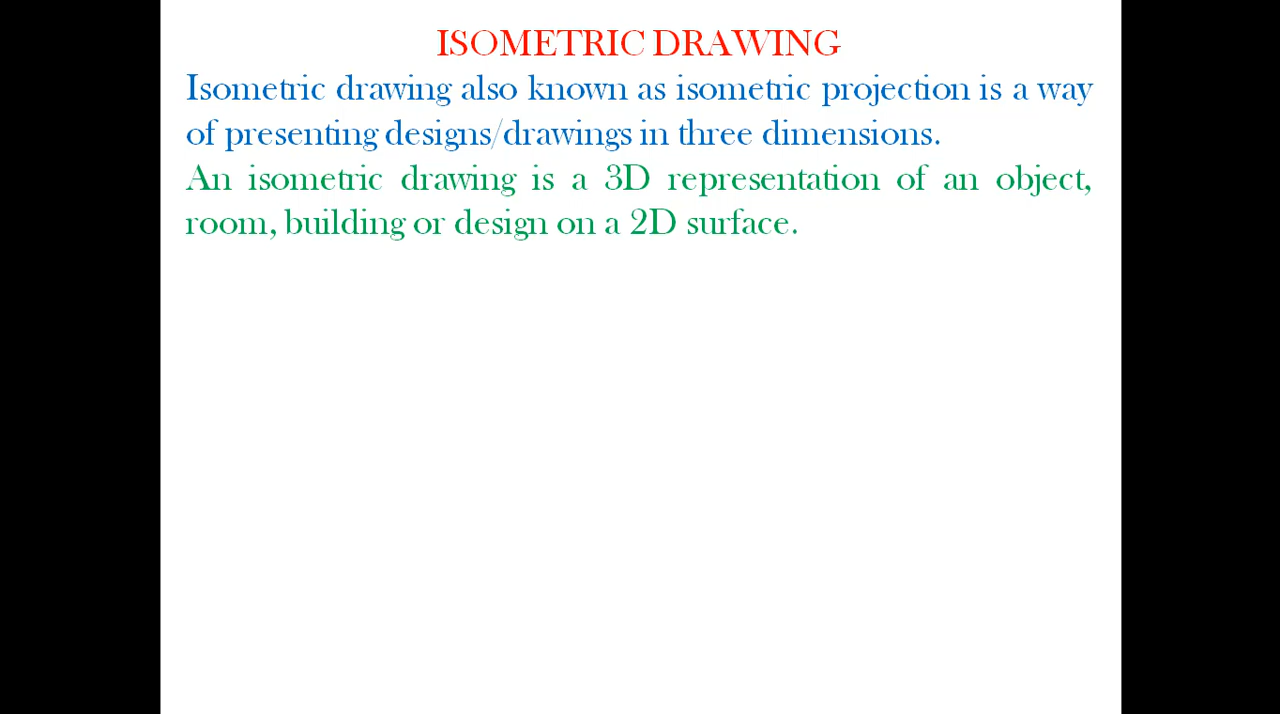 ISOMETRIC DRAWING
Isometric drawing also known as isometric projection is a way
of presenting designs/drawings in three dimensions.
An isometric drawing is a 3D representation of an object,
room, building or design on a 2D surface.